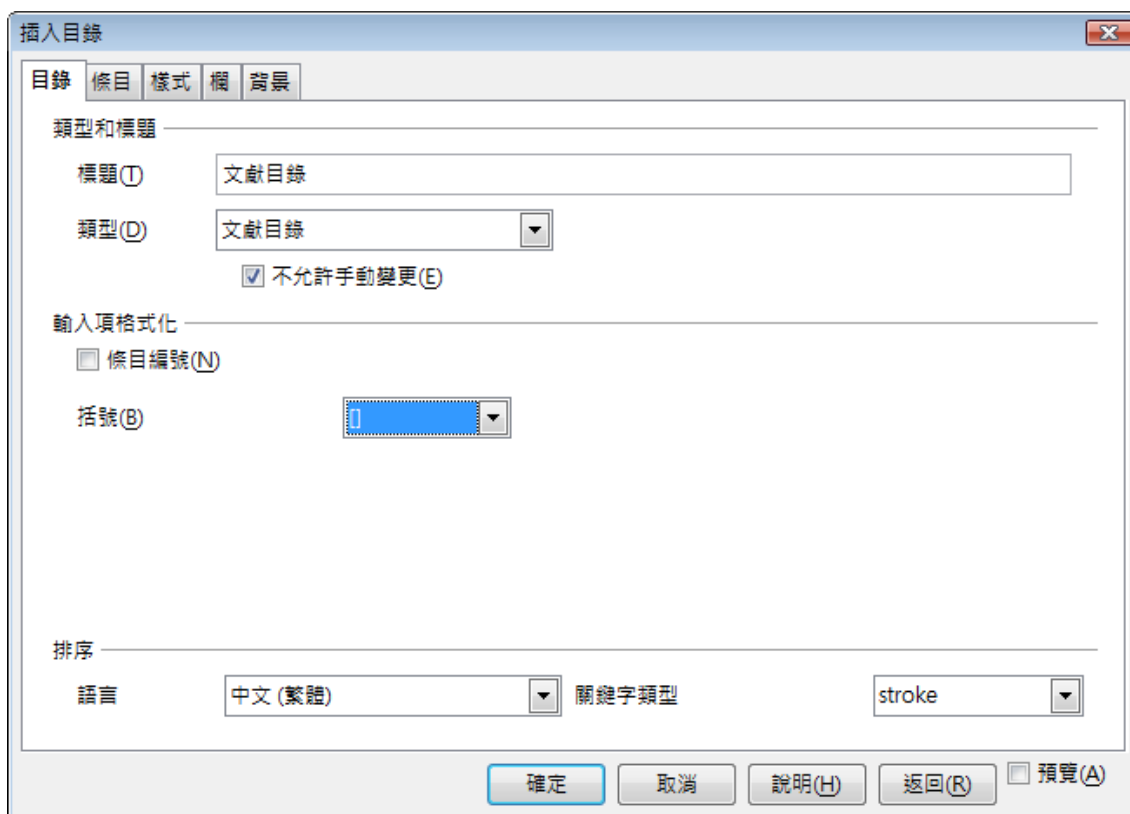 插入目錄
目錄 條目 樣式 欄 背景
類型和標題
標題(T) 文獻目錄
類型(D) 文獻目錄
不允許手動變更(E)
輸入項格式化
條目編號(N)
括號(B) []
排序
語言 中文 (繁體) 關鍵字類型 stroke
確定 取消 說明(H) 返回(R) 預覽(A)